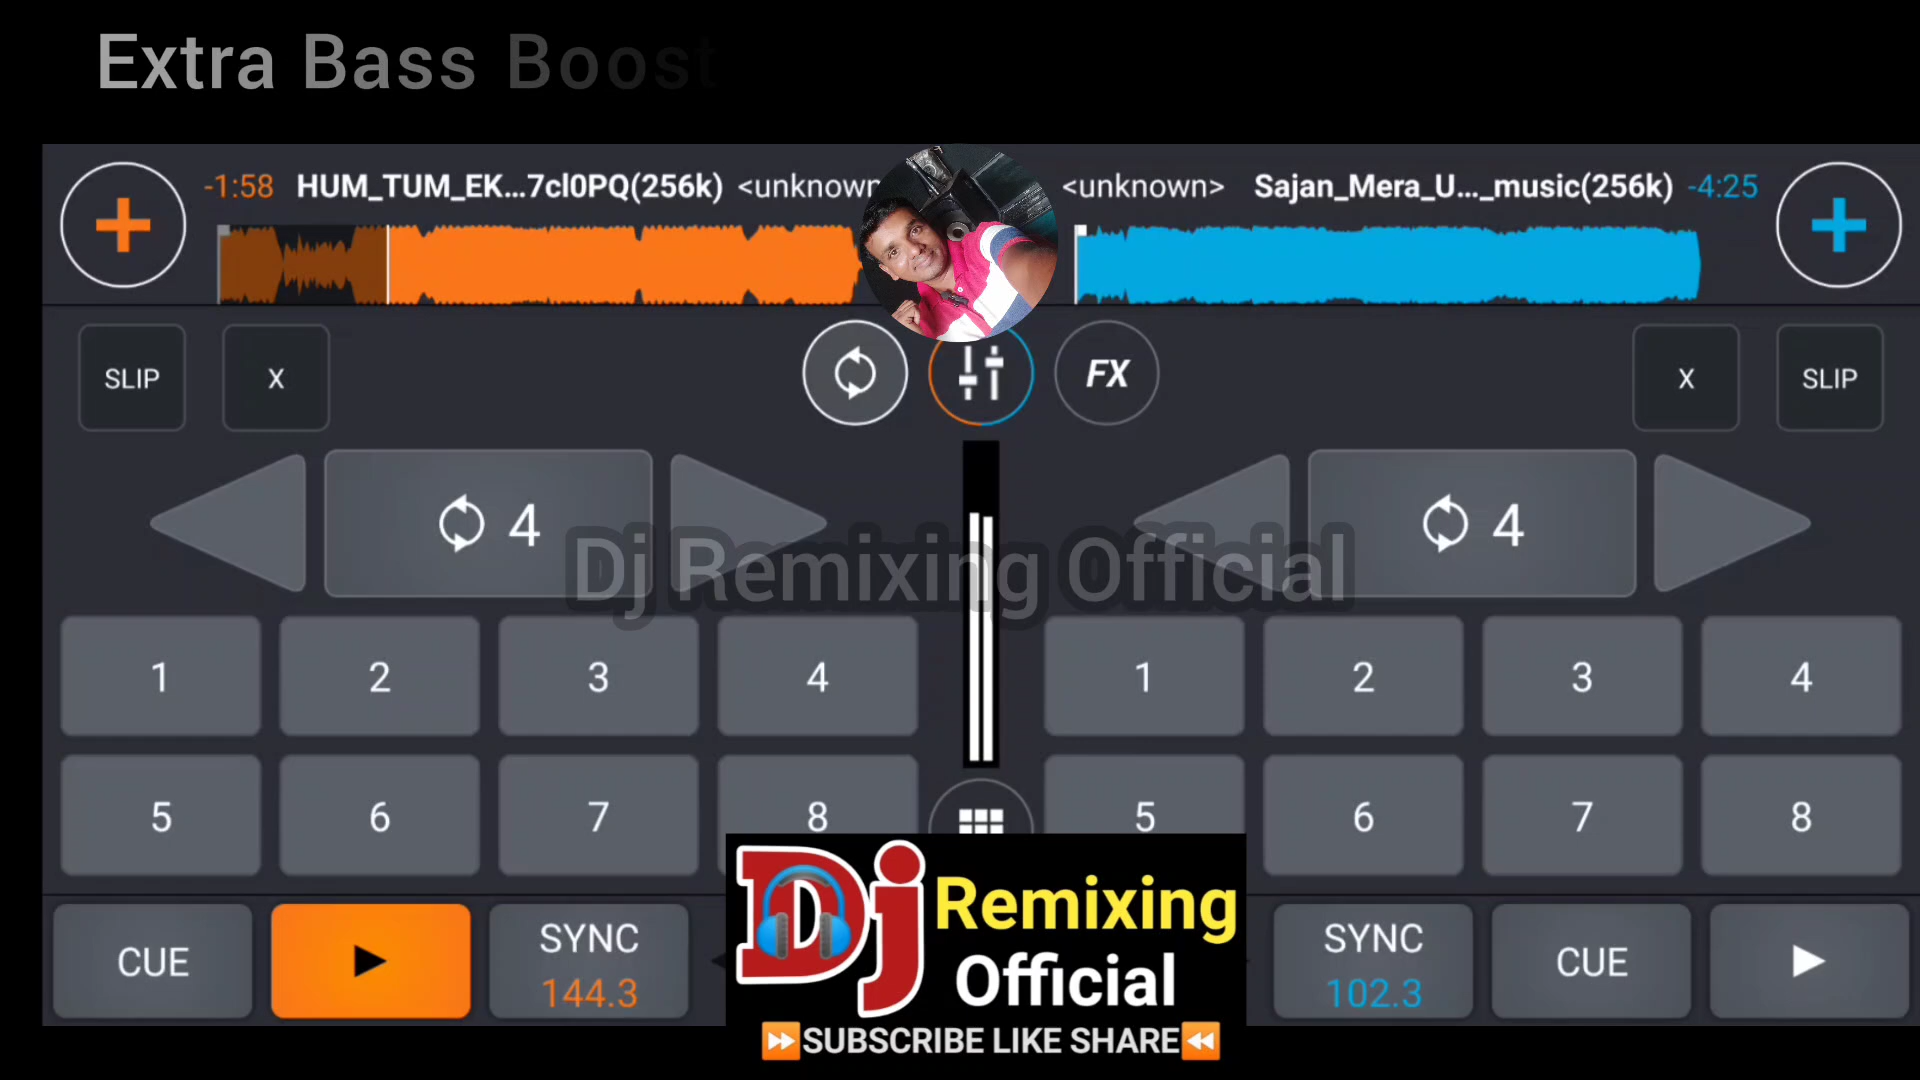 Extra Bass Boost
-1:58 HUM_TUM_EK...7cl0PQ(256k) <unknown
<unknown> Sajan_Mera_U..._music(256k) -4:25
SLIP X FX X SLIP
4 4
Dj Remixing Official
1 2 3 4 1 2 3 4
5 6 7 8 5 6 7 8
CUE SYNC 144.3
Dj Remixing Official
SYNC 102.3 CUE
SUBSCRIBE LIKE SHARE